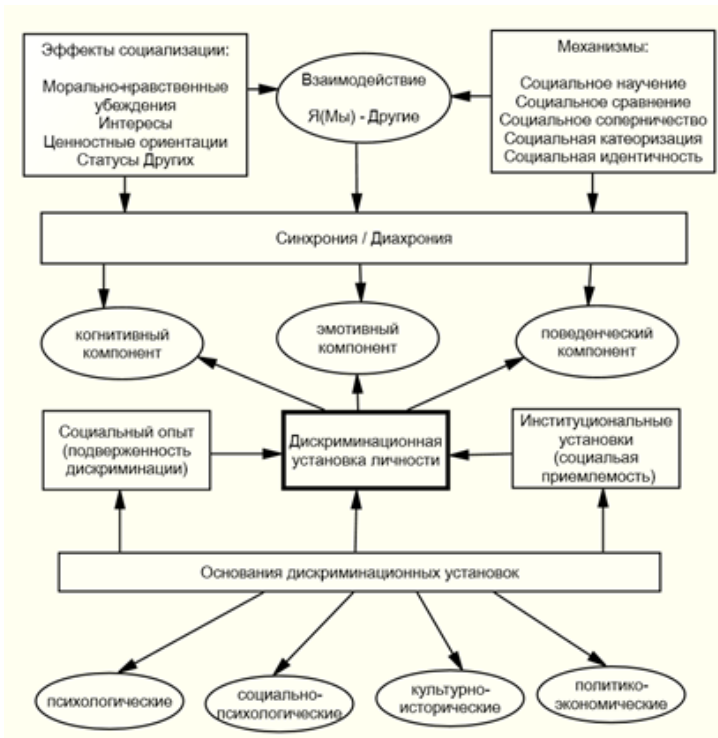 Эффекты социализации:
Морально-нравственные
убеждения
Интересы
Ценностные ориентации
Статусы Других
Взаимодействие
Я(Мы) - Другие
Механизмы:
Социальное научение
Социальное сравнение
Социальное соперничество
Социальная катеоризация
Социальная идентичность
Синхрония / Диахрония
когнитивный
компонент
эмотивный
компонент
поведенческий
компонент
Социальный опыт
(подверженность
дискриминации)
Дискриминационная
установка личности
Институциональные
установки
(социалья
приемлемость)
Основания дискриминационных установок
психологические
социально-
психологические
культурно-
исторические
политико-
экономические